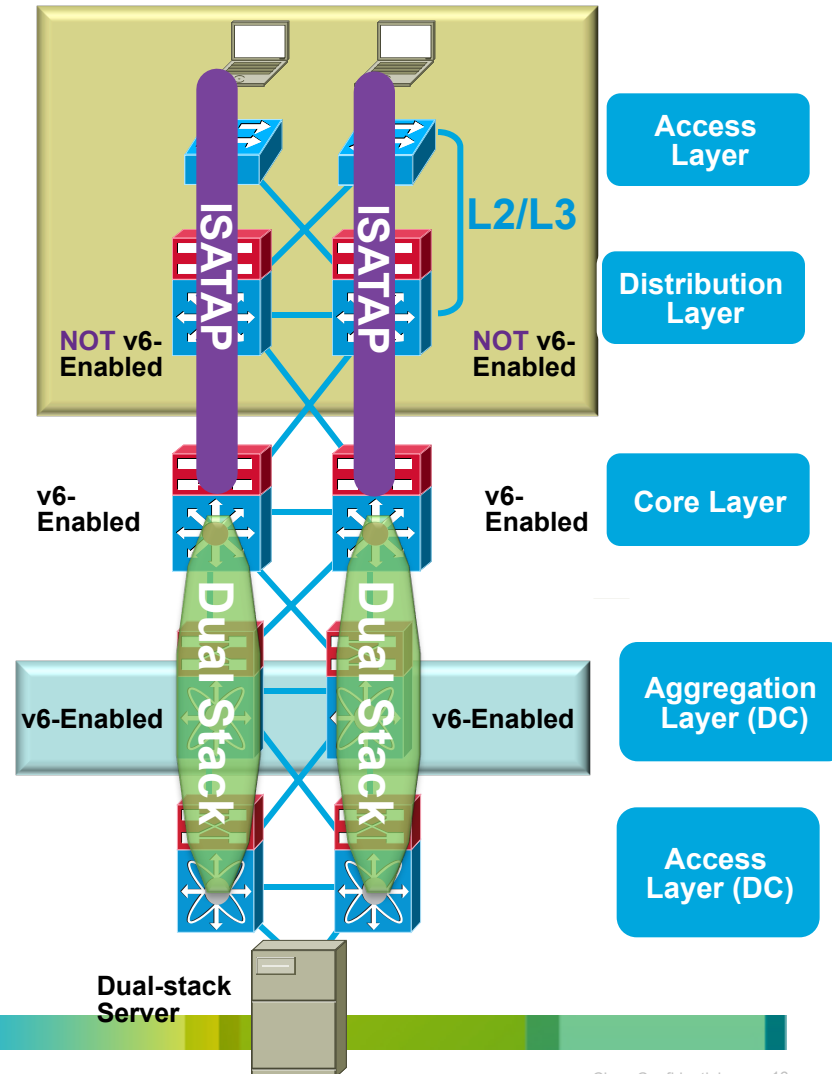 Access
Layer
ISATAP
ISATAP
L2/L3
Distribution
Layer
NOT v6-
Enabled
NOT v6-
Enabled
v6-
Enabled
v6-
Enabled
Core Layer
Dual Stack
Dual Stack
v6-Enabled
v6-Enabled
Aggregation
Layer (DC)
Access
Layer (DC)
Dual-stack
Server